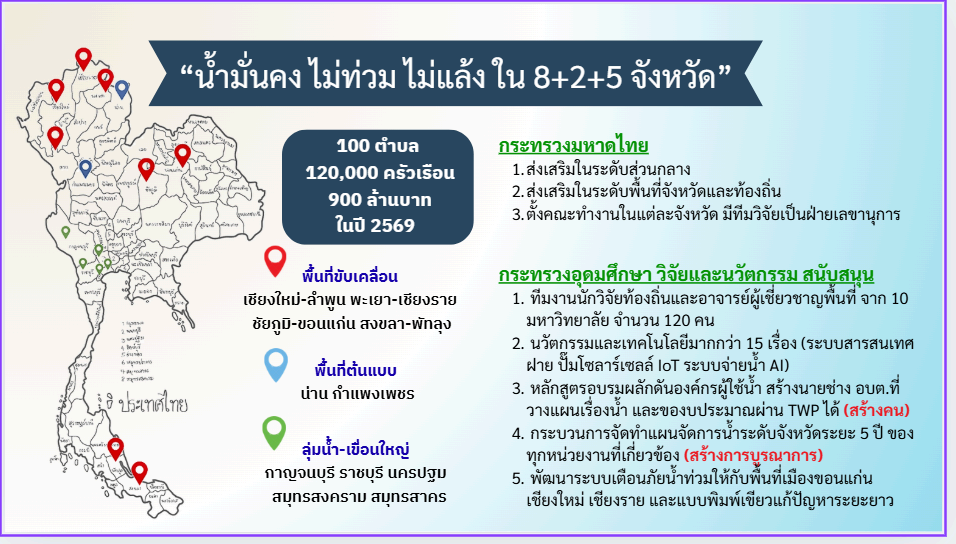 “น้ำมั่นคง ไม่ท่วม ไม่แล้ง ใน 8+2+5 จังหวัด”
100 ตำบล
120,000 ครัวเรือน
900 ล้านบาท
ในปี 2569
พื้นที่ขับเคลื่อน
เชียงใหม่-ลำพูน พะเยา-เชียงราย
ชัยภูมิ-ขอนแก่น สงขลา-พัทลุง
พื้นที่ต้นแบบ
น่าน กำแพงเพชร
ลุ่มน้ำ-เขื่อนใหญ่
กาญจนบุรี ราชบุรี นครปฐม
สมุทรสงคราม สมุทรสาคร
ประเทศไทย
กระทรวงมหาดไทย
1. ส่งเสริมในระดับส่วนกลาง
2. ส่งเสริมในระดับพื้นที่จังหวัดและท้องถิ่น
3. ตั้งคณะทำงานในแต่ละจังหวัด มีทีมวิจัยเป็นฝ่ายเลขานุการ
กระทรวงอุดมศึกษา วิจัยและนวัตกรรม สนับสนุน
1. ทีมงานนักวิจัยท้องถิ่นและอาจารย์ผู้เชี่ยวชาญพื้นที่ จาก 10
มหาวิทยาลัย จำนวน 120 คน
2. นวัตกรรมและเทคโนโลยีมากกว่า 15 เรื่อง (ระบบสารสนเทศ
ฝาย ปั๊มโซลาร์เซลล์ IoT ระบบจ่ายน้ำ AI)
3. หลักสูตรอบรมผลักดันองค์กรผู้ใช้น้ำ สร้างนายช่าง อบต.ที่
วางแผนเรื่องน้ำ และของบประมาณผ่าน TWP ได้ (สร้างคน)
4. กระบวนการจัดทำแผนจัดการน้ำระดับจังหวัดระยะ 5 ปี ของ
ทุกหน่วยงานที่เกี่ยวข้อง (สร้างการบูรณาการ)
5. พัฒนาระบบเตือนภัยน้ำท่วมให้กับพื้นที่เมืองขอนแก่น
เชียงใหม่ เชียงราย และแบบพิมพ์เขียวแก้ปัญหาระยะยาว